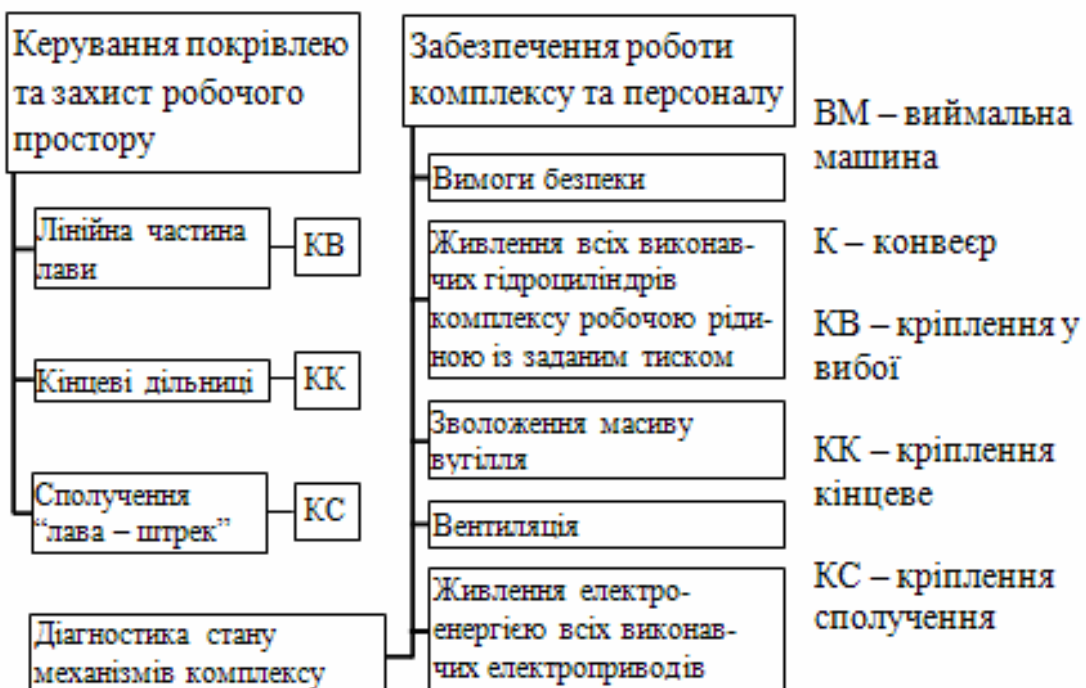 Керування покрівлею
та захист робочого
простору
Лінійна частина
лави
КВ
Кінцеві дільниці
КК
Сполучення
“лава – штрек”
КС
Діагностика стану
механізмів комплексу
Забезпечення роботи
комплексу та персоналу
Вимоги безпеки
Живлення всіх виконав-
чих гідроциліндрів
комплексу робочою ріди-
ною із заданим тиском
Зволоження масиву
вугілля
Вентиляція
Живлення електро-
енергією всіх виконав-
чих електроприводів
ВМ – виймальна
машина
К – конвеєр
КВ – кріплення у
вибої
КК – кріплення
кінцеве
КС – кріплення
сполучення